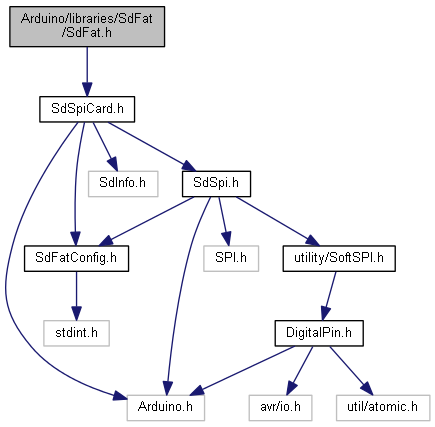 Arduino/libraries/SdFat
/SdFat.h
SdSpiCard.h
SdInfo.h
SdSpi.h
SdFatConfig.h
SPI.h
utility/SoftSPI.h
stdint.h
DigitalPin.h
Arduino.h
avr/io.h
util/atomic.h